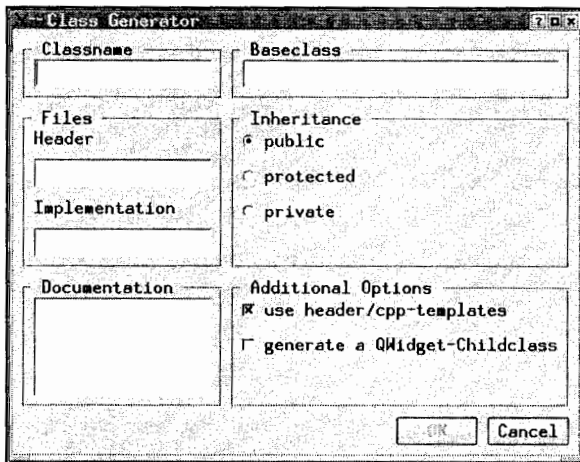 Class Generator
Classname
Baseclass
Files
Header
Implementation
Inheritance
public
protected
private
Documentation
Additional Options
use header/cpp-templates
generate a QWidget-Childclass
OK
Cancel